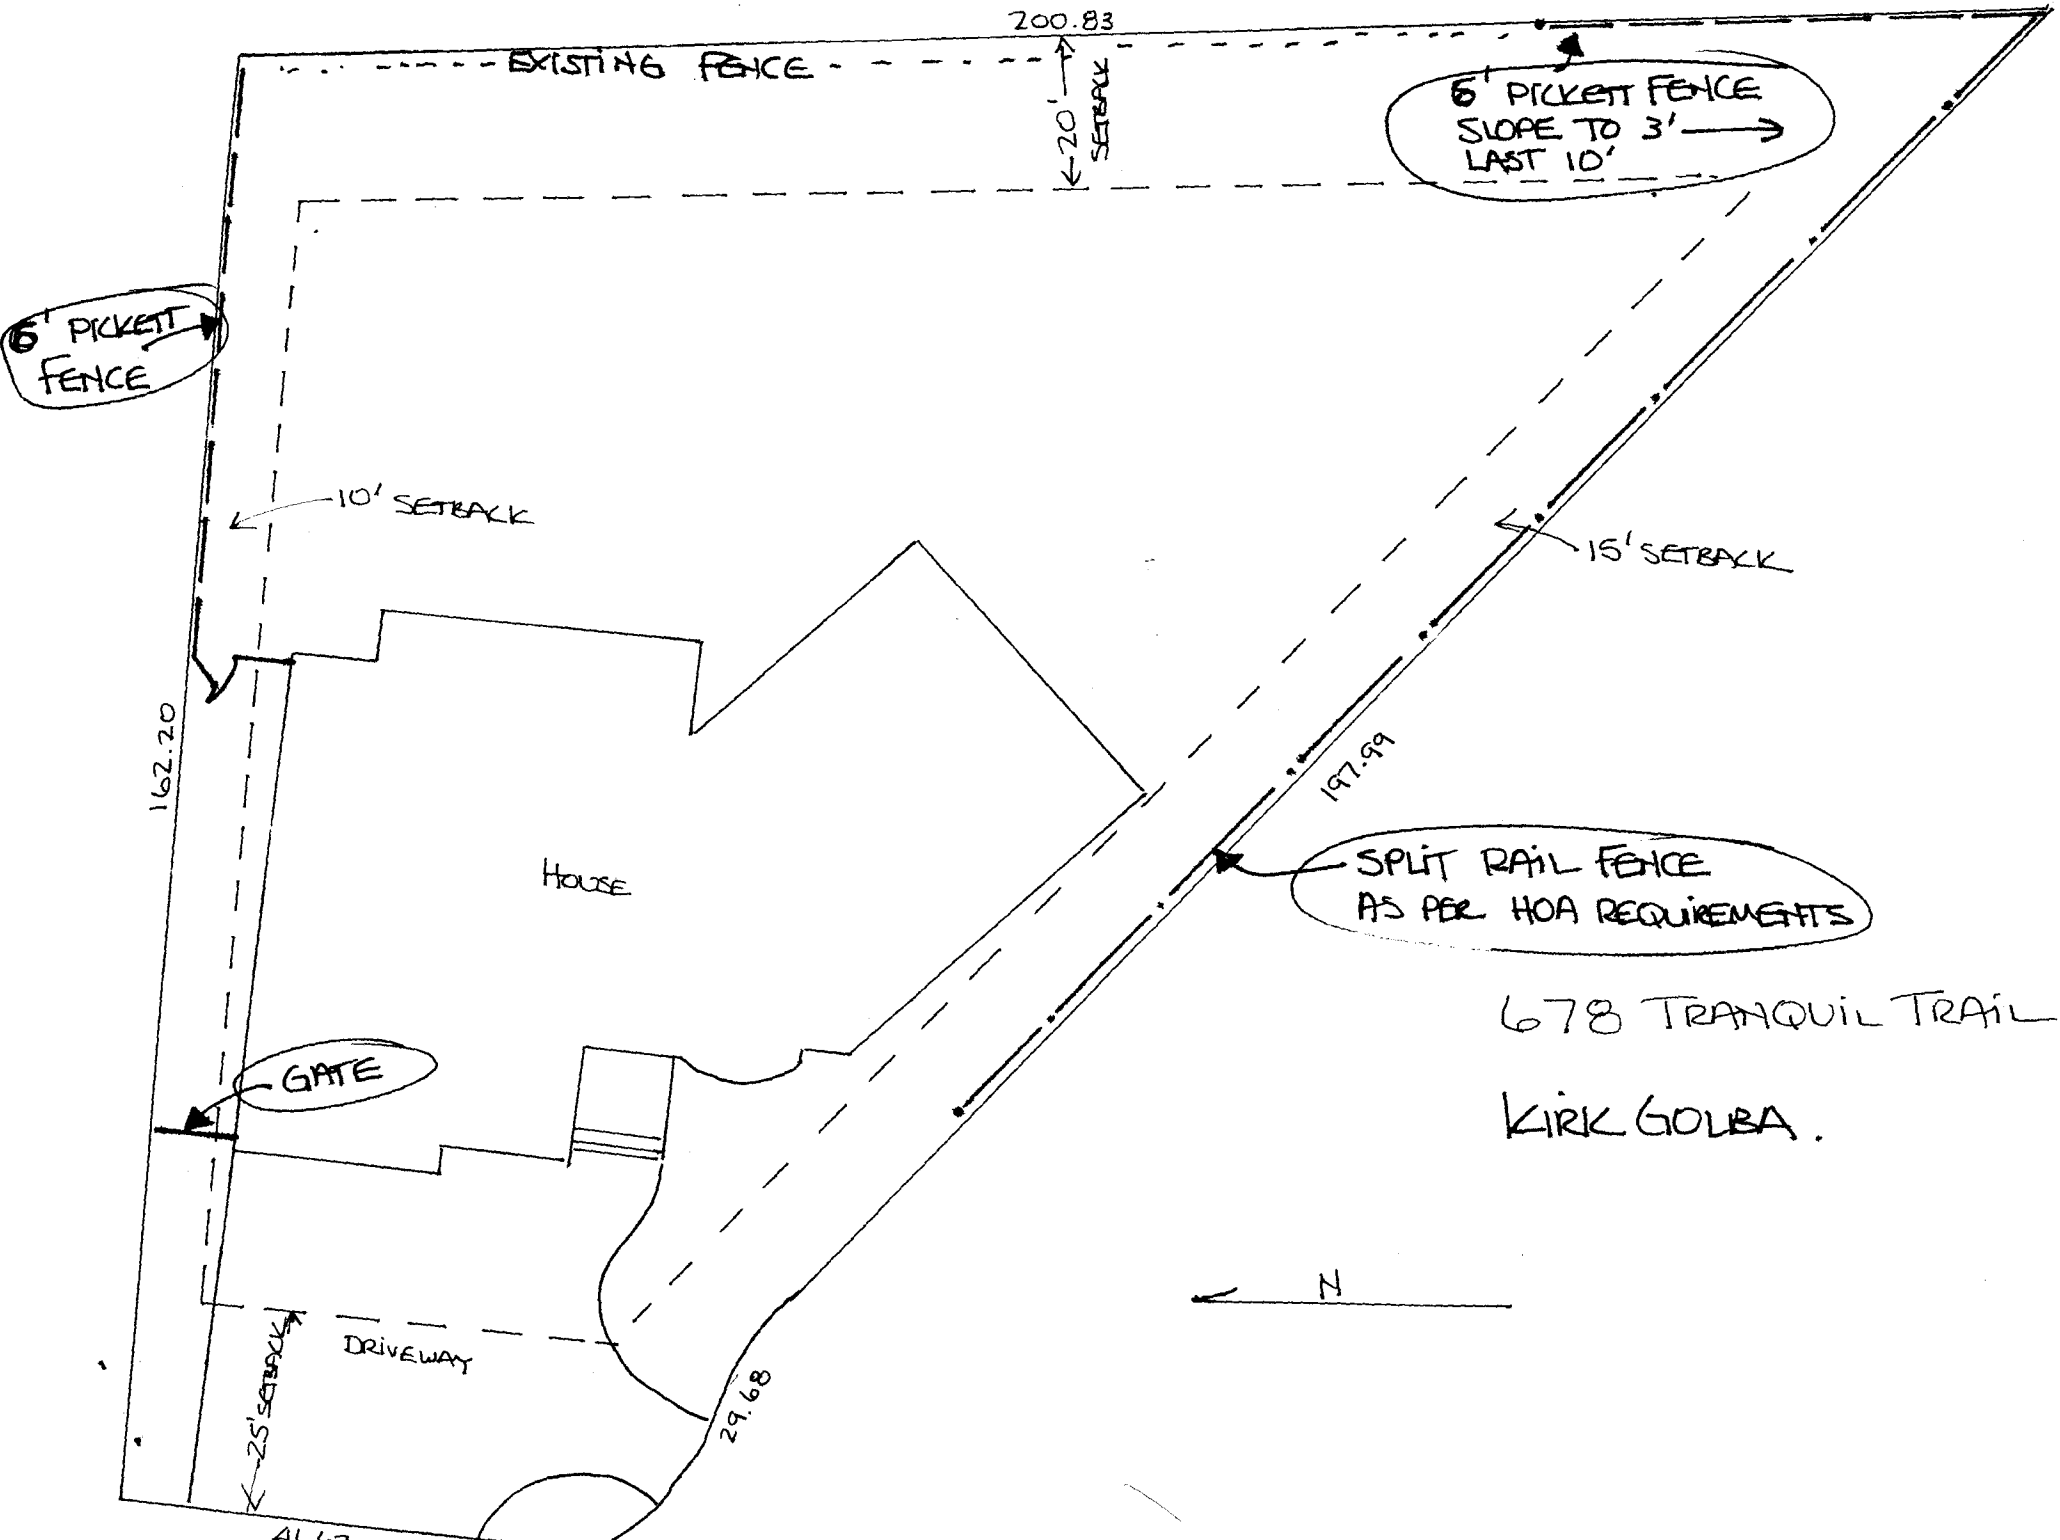 200.83
EXISTING FENCE
20'
SETBACK
6' PICKETT FENCE
SLOPE TO 3'
LAST 10'
6' PICKETT
FENCE
10' SETBACK
15' SETBACK
162.20
197.99
HOUSE
SPLIT RAIL FENCE
AS PER HOA REQUIREMENTS
678 TRANQUIL TRAIL
GATE
KIRK GOLBA.
N
DRIVEWAY
25' SETBACK
29.68